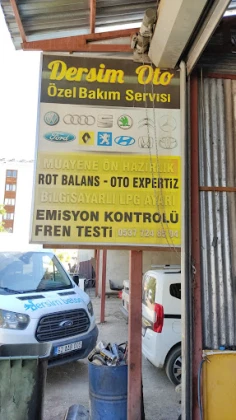 Dersim Oto
Özel Bakım Servisi
Ford
MUAYENE ÖN HAZIRLIK
ROT BALANS - OTO EXPERTİZ
BİLGİSAYARLI LPG AYARI
EMİSYON KONTROLÜ
FREN TESTİ
dersim